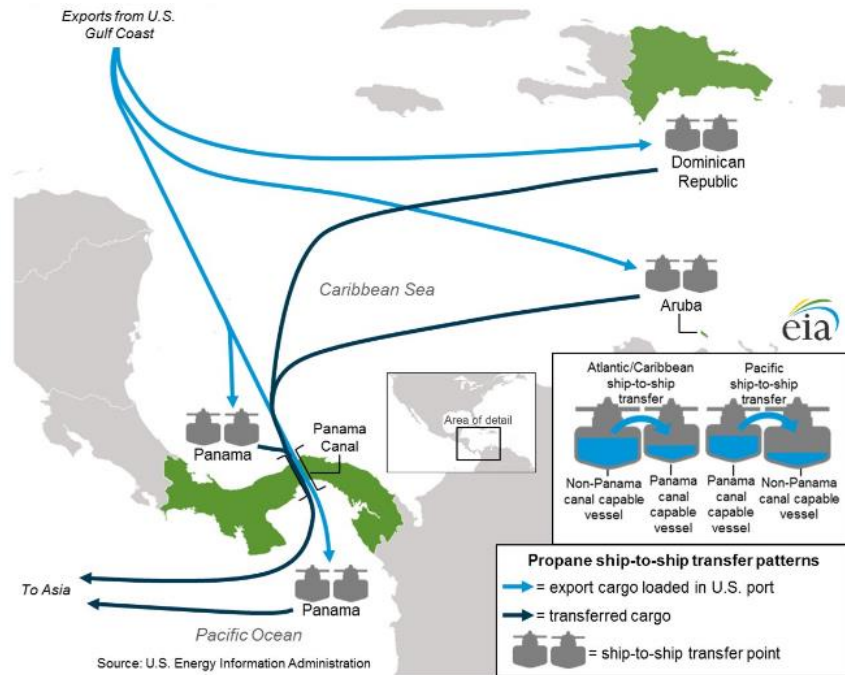 Exports from U.S.
Gulf Coast
Dominican
Republic
Caribbean Sea
Aruba
eia
Panama
Panama
Canal
Area of detail
Atlantic/Caribbean
ship-to-ship
transfer
Pacific
ship-to-ship
transfer
Non-Panama
canal capable
vessel
Panama
canal
capable
vessel
Panama
canal
capable
vessel
Non-Panama
canal capable
vessel
To Asia
Panama
Pacific Ocean
Source: U.S. Energy Information Administration
Propane ship-to-ship transfer patterns
= export cargo loaded in U.S. port
= transferred cargo
= ship-to-ship transfer point